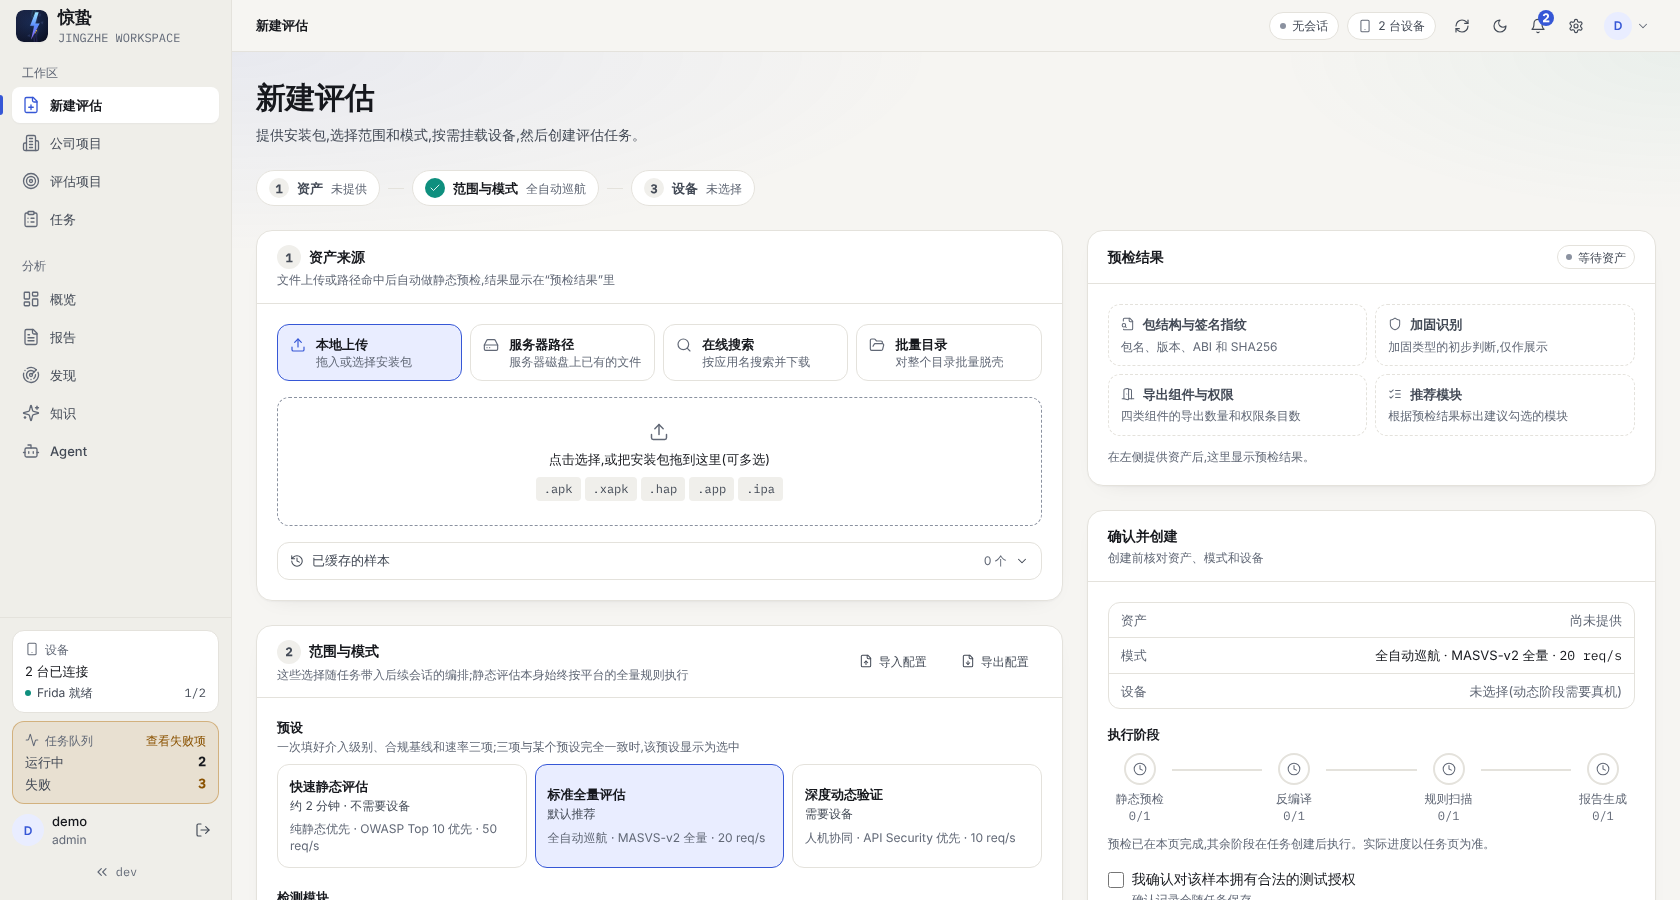 惊蛰
JINGZHE WORKSPACE
工作区
新建评估
公司项目
评估项目
任务
分析
概览
报告
发现
知识
Agent
设备
2 台已连接
Frida 就绪 1/2
任务队列 查看失败项
运行中 2
失败 3
D demo
admin
dev
新建评估
无会话
2 台设备
2
D
新建评估
提供安装包,选择范围和模式,按需挂载设备,然后创建评估任务。
1 资产 未提供
范围与模式 全自动巡航
3 设备 未选择
1 资产来源
文件上传或路径命中后自动做静态预检,结果显示在"预检结果"里
本地上传
拖入或选择安装包
服务器路径
服务器磁盘上已有的文件
在线搜索
按应用名搜索并下载
批量目录
对整个目录批量脱壳
点击选择,或把安装包拖到这里(可多选)
.apk .xapk .hap .app .ipa
已缓存的样本 0 个
2 范围与模式
这些选择随任务带入后续会话的编排;静态评估本身始终按平台的全量规则执行
导入配置
导出配置
预设
一次填好介入级别、合规基线和速率三项;三项与某个预设完全一致时,该预设显示为选中
快速静态评估
约 2 分钟 · 不需要设备
纯静态优先 · OWASP Top 10 优先 · 50
req/s
标准全量评估
默认推荐
全自动巡航 · MASVS-v2 全量 · 20 req/s
深度动态验证
需要设备
人机协同 · API Security 优先 · 10 req/s
检测模块
预检结果
等待资产
包结构与签名指纹
包名、版本、ABI 和 SHA256
加固识别
加固类型的初步判断,仅作展示
导出组件与权限
四类组件的导出数量和权限条目数
推荐模块
根据预检结果标出建议勾选的模块
在左侧提供资产后,这里显示预检结果。
确认并创建
创建前核对资产、模式和设备
资产 尚未提供
模式 全自动巡航 · MASVS-v2 全量 · 20 req/s
设备 未选择(动态阶段需要真机)
执行阶段
静态预检 反编译 规则扫描 报告生成
0/1 0/1 0/1 0/1
预检已在本页完成,其余阶段在任务创建后执行。实际进度以任务页为准。
我确认对该样本拥有合法的测试授权
确认记录会随任务保存